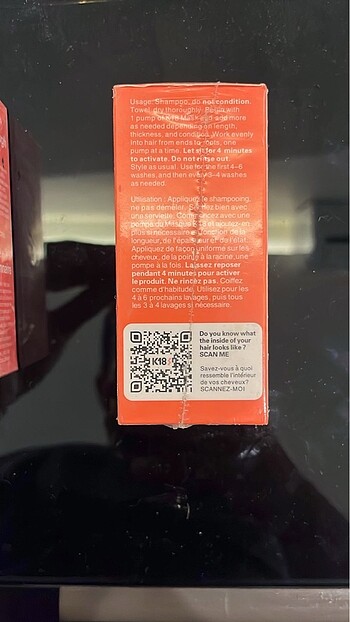 Usage: Shampoo, do not condition.
Towel dry thoroughly. Begin with
1 pump of K18 Mask and add more
as needed depending on length,
thickness, and condition. Work evenly
into hair from ends to roots, one
pump at a time. Let sit for 4 minutes
to activate. Do not rinse out.
Style as usual. Use for the first 4–6
washes, and then every 3–4 washes
as needed.
Utilisation : Appliquez le shampooing,
ne pas démêler. Séchez bien avec
une serviette. Commencez avec une
pompe du Masque K18 et ajoutez-en
plus si nécessaire en fonction de la
longueur, de l'épaisseur et de l'état.
Appliquez de façon uniforme sur les
cheveux, de la pointe à la racine, une
pompe à la fois. Laissez reposer
pendant 4 minutes pour activer
le produit. Ne rincez pas. Coiffez
comme d'habitude. Utilisez pour les
4 à 6 prochains lavages, puis tous
les 3 à 4 lavages si nécessaire.
K18
Do you know what
the inside of your
hair looks like ?
SCAN ME
Savez-vous à quoi
ressemble l'intérieur
de vos cheveux?
SCANNEZ-MOI